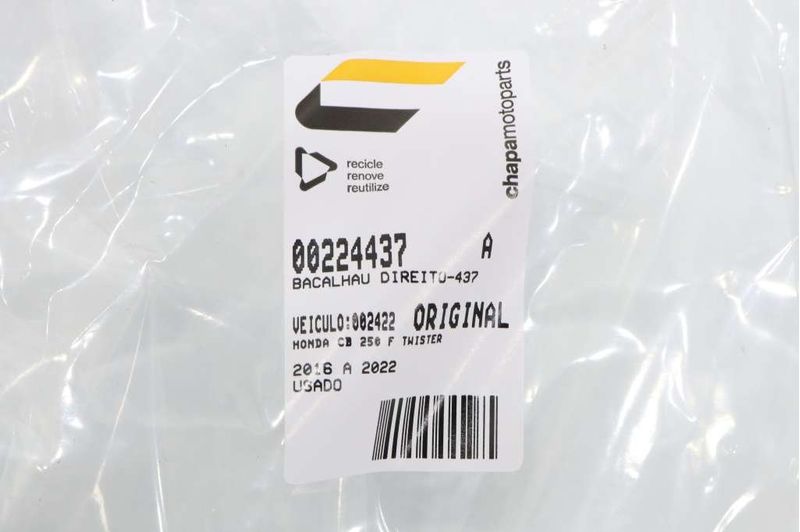 chapamotoparts
recicle
renove
reutilize
00224437 A
BACALHAU DIREITO-437
VEICULO:002422 ORIGINAL
HONDA CB 250 F TWISTER
2016 A 2022
USADO